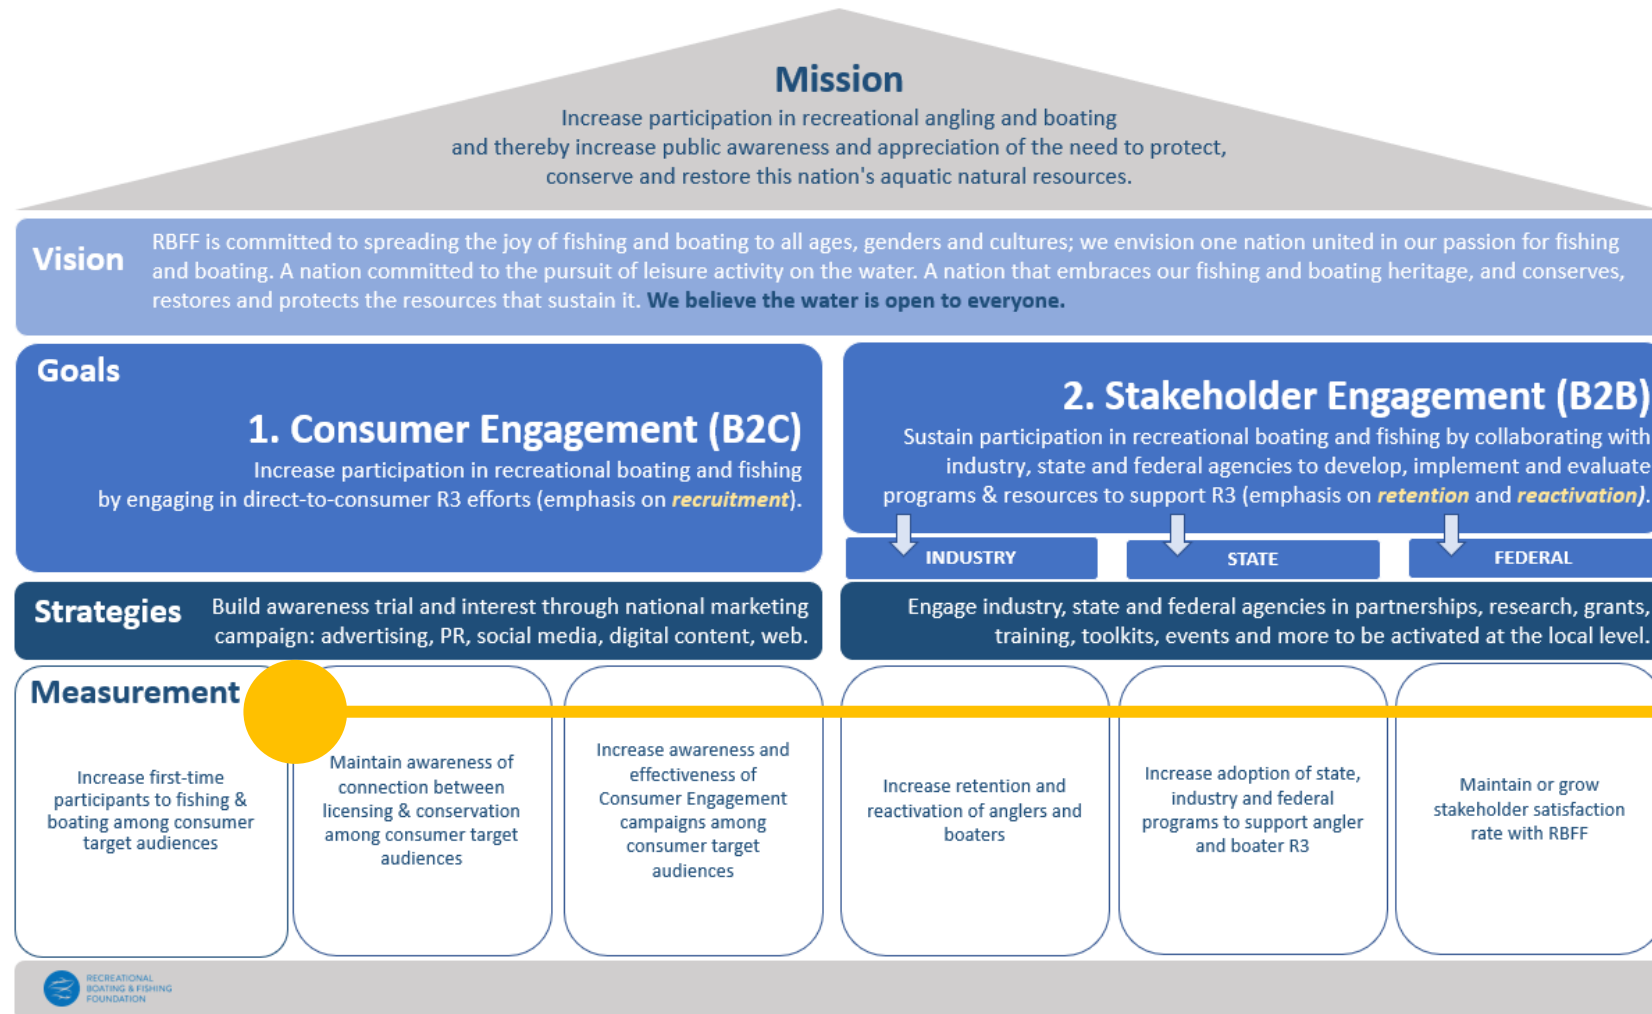 Mission
Increase participation in recreational angling and boating
and thereby increase public awareness and appreciation of the need to protect,
conserve and restore this nation's aquatic natural resources.
Vision
RBFF is committed to spreading the joy of fishing and boating to all ages, genders and cultures; we envision one nation united in our passion for fishing
and boating. A nation committed to the pursuit of leisure activity on the water. A nation that embraces our fishing and boating heritage, and conserves,
restores and protects the resources that sustain it. We believe the water is open to everyone.
Goals
1. Consumer Engagement (B2C)
Increase participation in recreational boating and fishing
by engaging in direct-to-consumer R3 efforts (emphasis on recruitment).
2. Stakeholder Engagement (B2B)
Sustain participation in recreational boating and fishing by collaborating with
industry, state and federal agencies to develop, implement and evaluate
programs & resources to support R3 (emphasis on retention and reactivation).
INDUSTRY
STATE
FEDERAL
Strategies
Build awareness trial and interest through national marketing
campaign: advertising, PR, social media, digital content, web.
Engage industry, state and federal agencies in partnerships, research, grants,
training, toolkits, events and more to be activated at the local level.
Measurement
Increase first-time
participants to fishing &
boating among consumer
target audiences
Maintain awareness of
connection between
licensing & conservation
among consumer target
audiences
Increase awareness and
effectiveness of
Consumer Engagement
campaigns among
consumer target
audiences
Increase retention and
reactivation of anglers and
boaters
Increase adoption of state,
industry and federal
programs to support angler
and boater R3
Maintain or grow
stakeholder satisfaction
rate with RBFF
RECREATIONAL
BOATING & FISHING
FOUNDATION